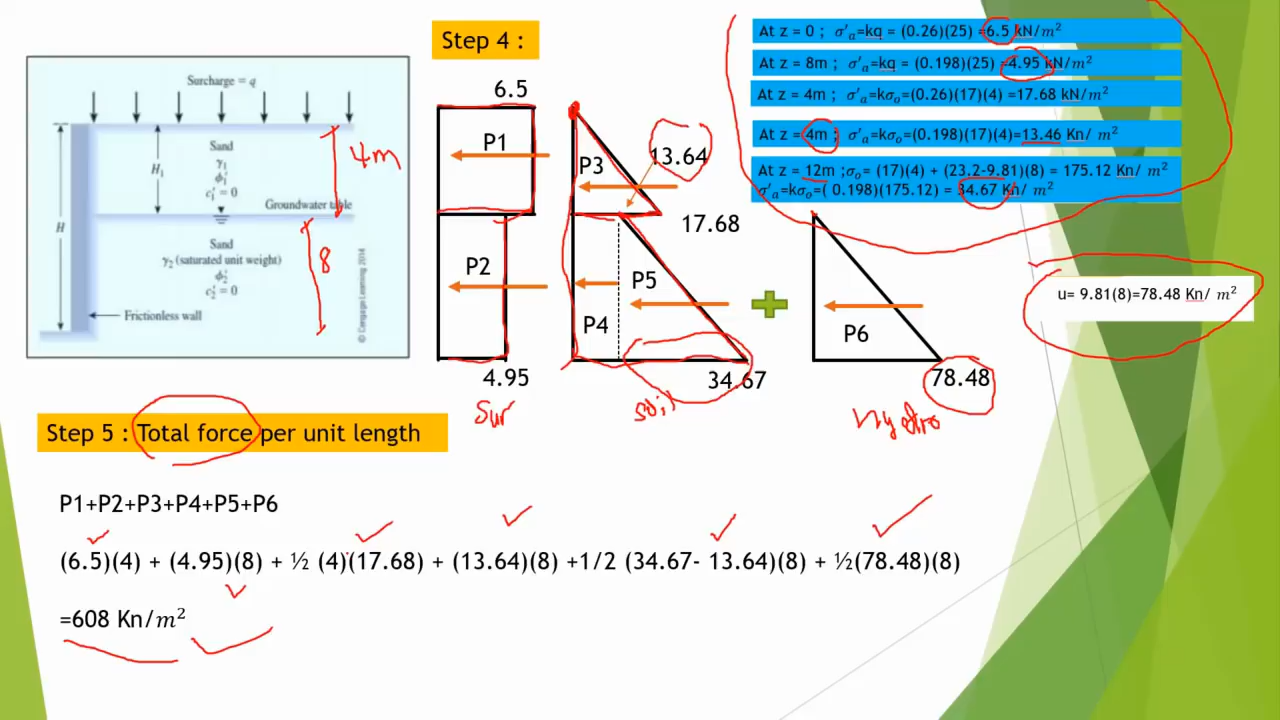 Step 4 :
Surcharge = q
Sand
γ₁
ϕ′₁
c′₁ = 0
H₁
H
Groundwater table
Sand
γ₂ (saturated unit weight)
ϕ′₂
c′₂ = 0
Frictionless wall
© Cengage Learning 2014
4m
8
6.5
P1
P2
4.95
Sur
P3
13.64
17.68
P5
P4
34.67
soil
P6
78.48
Hydro
At z = 0 ; σ′ₐ=kq = (0.26)(25) =6.5 kN/m²
At z = 8m ; σ′ₐ=kq = (0.198)(25) =4.95 kN/m²
At z = 4m ; σ′ₐ=kσₒ=(0.26)(17)(4) =17.68 kN/m²
At z = 4m ; σ′ₐ=kσₒ=(0.198)(17)(4)=13.46 Kn/ m²
At z = 12m ;σₒ= (17)(4) + (23.2-9.81)(8) = 175.12 Kn/ m²
σ′ₐ=kσₒ=( 0.198)(175.12) = 34.67 Kn/ m²
u= 9.81(8)=78.48 Kn/ m²
Step 5 : Total force per unit length
P1+P2+P3+P4+P5+P6
(6.5)(4) + (4.95)(8) + ½ (4)(17.68) + (13.64)(8) +1/2 (34.67- 13.64)(8) + ½(78.48)(8)
=608 Kn/m²